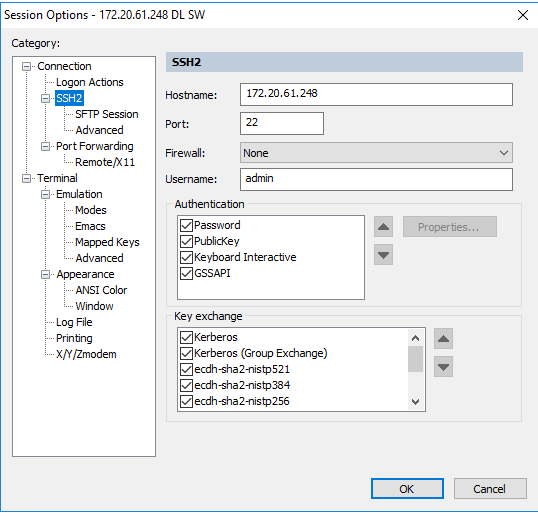 Session Options - 172.20.61.248 DL SW
Category:
Connection
Logon Actions
SSH2
SFTP Session
Advanced
Port Forwarding
Remote/X11
Terminal
Emulation
Modes
Emacs
Mapped Keys
Advanced
Appearance
ANSI Color
Window
Log File
Printing
X/Y/Zmodem
SSH2
Hostname: 172.20.61.248
Port: 22
Firewall: None
Username: admin
Authentication
Password
PublicKey
Keyboard Interactive
GSSAPI
Properties...
Key exchange
Kerberos
Kerberos (Group Exchange)
ecdh-sha2-nistp521
ecdh-sha2-nistp384
ecdh-sha2-nistp256
OK Cancel